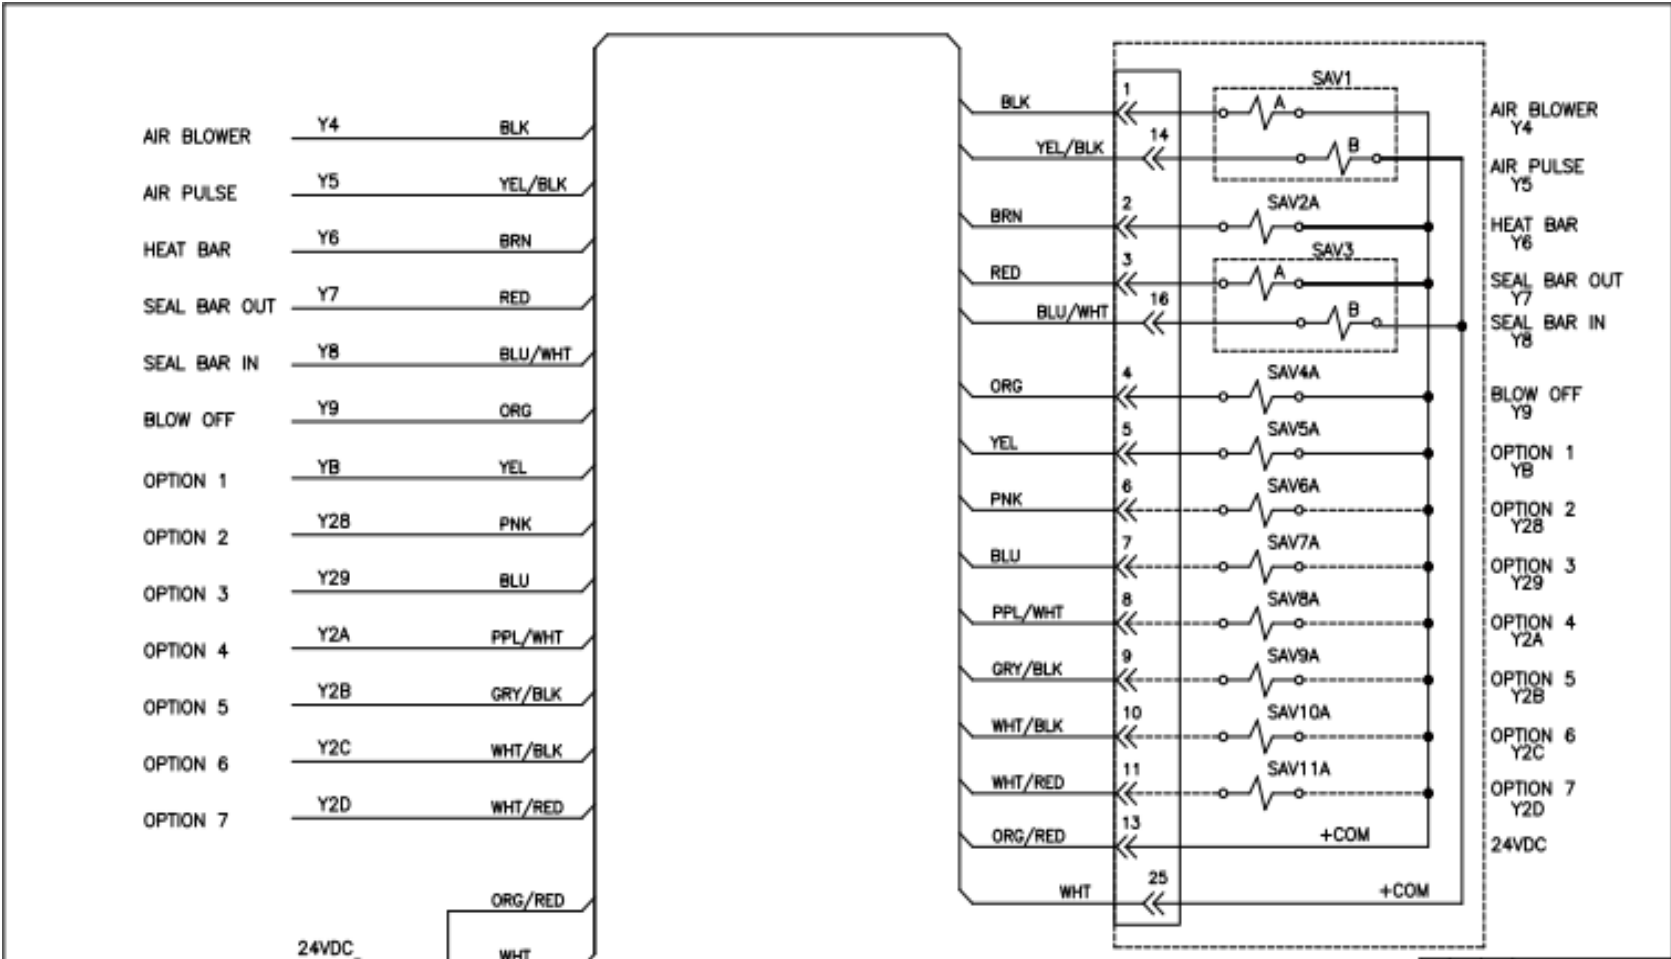 AIR BLOWER Y4 BLK
AIR PULSE Y5 YEL/BLK
HEAT BAR Y6 BRN
SEAL BAR OUT Y7 RED
SEAL BAR IN Y8 BLU/WHT
BLOW OFF Y9 ORG
OPTION 1 YB YEL
OPTION 2 Y28 PNK
OPTION 3 Y29 BLU
OPTION 4 Y2A PPL/WHT
OPTION 5 Y2B GRY/BLK
OPTION 6 Y2C WHT/BLK
OPTION 7 Y2D WHT/RED
ORG/RED
24VDC
WHT
SAV1
BLK 1 A AIR BLOWER
Y4
YEL/BLK 14 B AIR PULSE
Y5
BRN 2 SAV2A HEAT BAR
Y6
SAV3
RED 3 A SEAL BAR OUT
Y7
BLU/WHT 16 B SEAL BAR IN
Y8
ORG 4 SAV4A BLOW OFF
Y9
YEL 5 SAV5A OPTION 1
YB
PNK 6 SAV6A OPTION 2
Y28
BLU 7 SAV7A OPTION 3
Y29
PPL/WHT 8 SAV8A OPTION 4
Y2A
GRY/BLK 9 SAV9A OPTION 5
Y2B
WHT/BLK 10 SAV10A OPTION 6
Y2C
WHT/RED 11 SAV11A OPTION 7
Y2D
ORG/RED 13 +COM 24VDC
WHT 25 +COM